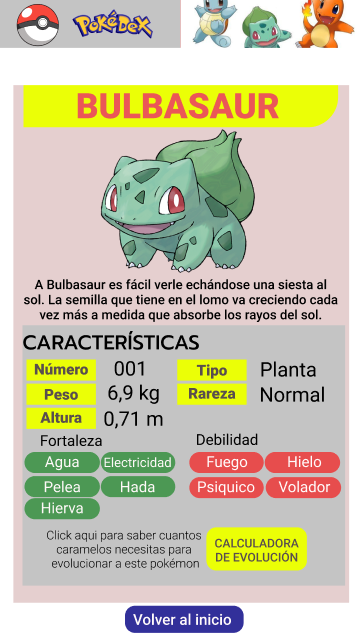 PoKéDeX
BULBASAUR
A Bulbasaur es fácil verle echándose una siesta al
sol. La semilla que tiene en el lomo va creciendo cada
vez más a medida que absorbe los rayos del sol.
CARACTERÍSTICAS
Número 001 Tipo Planta
Peso 6,9 kg Rareza Normal
Altura 0,71 m
Fortaleza Debilidad
Agua Electricidad Fuego Hielo
Pelea Hada Psiquico Volador
Hierva
Click aqui para saber cuantos
caramelos necesitas para
evolucionar a este pokémon
CALCULADORA
DE EVOLUCIÓN
Volver al inicio